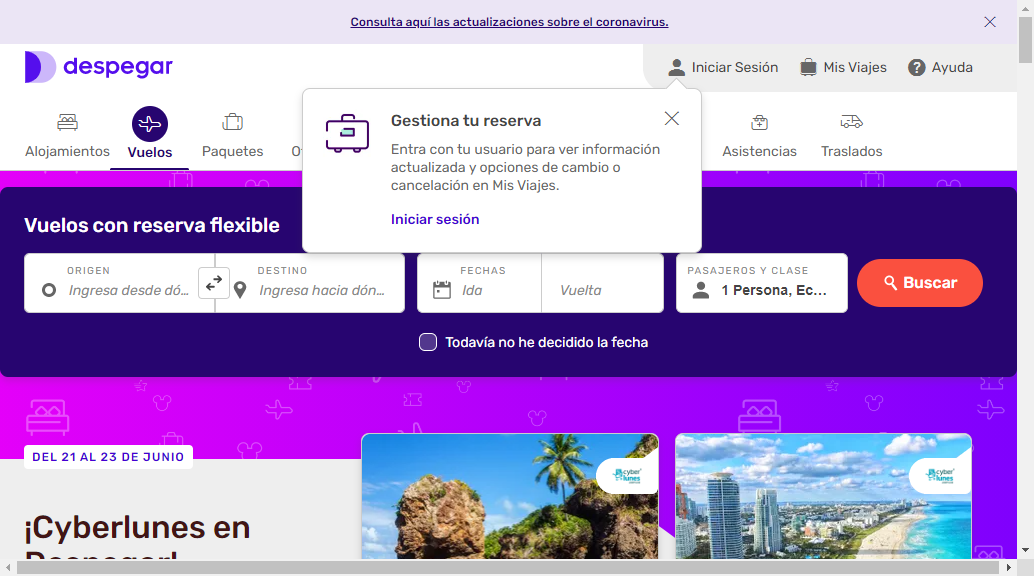 Consulta aquí las actualizaciones sobre el coronavirus.
despegar
Iniciar Sesión
Mis Viajes
Ayuda
Alojamientos
Vuelos
Paquetes
Asistencias
Traslados
Gestiona tu reserva
Entra con tu usuario para ver información
actualizada y opciones de cambio o
cancelación en Mis Viajes.
Iniciar sesión
Vuelos con reserva flexible
ORIGEN
Ingresa desde dó...
DESTINO
Ingresa hacia dón...
FECHAS
Ida
Vuelta
PASAJEROS Y CLASE
1 Persona, Ec...
Buscar
Todavía no he decidido la fecha
DEL 21 AL 23 DE JUNIO
cyber
lunes
cyber
lunes
¡Cyberlunes en
Despegar!